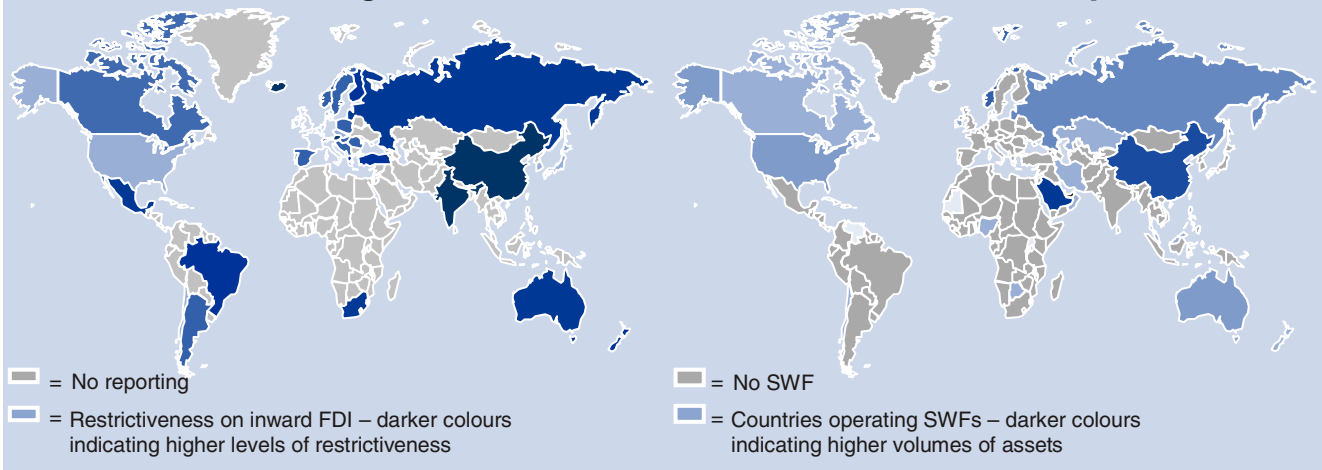 = No reporting
= Restrictiveness on inward FDI – darker colours
indicating higher levels of restrictiveness
= No SWF
= Countries operating SWFs – darker colours
indicating higher volumes of assets